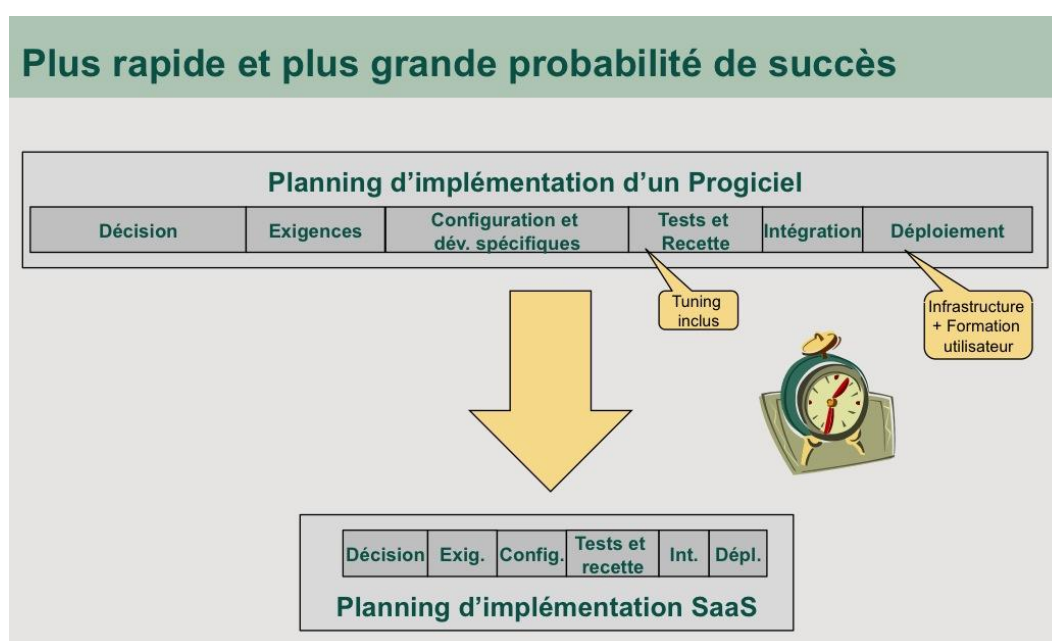 Plus rapide et plus grande probabilité de succès
Planning d’implémentation d’un Progiciel
Décision
Exigences
Configuration et
dév. spécifiques
Tests et
Recette
Intégration
Déploiement
Tuning
inclus
Infrastructure
+ Formation
utilisateur
Décision
Exig.
Config.
Tests et
recette
Int.
Dépl.
Planning d’implémentation SaaS